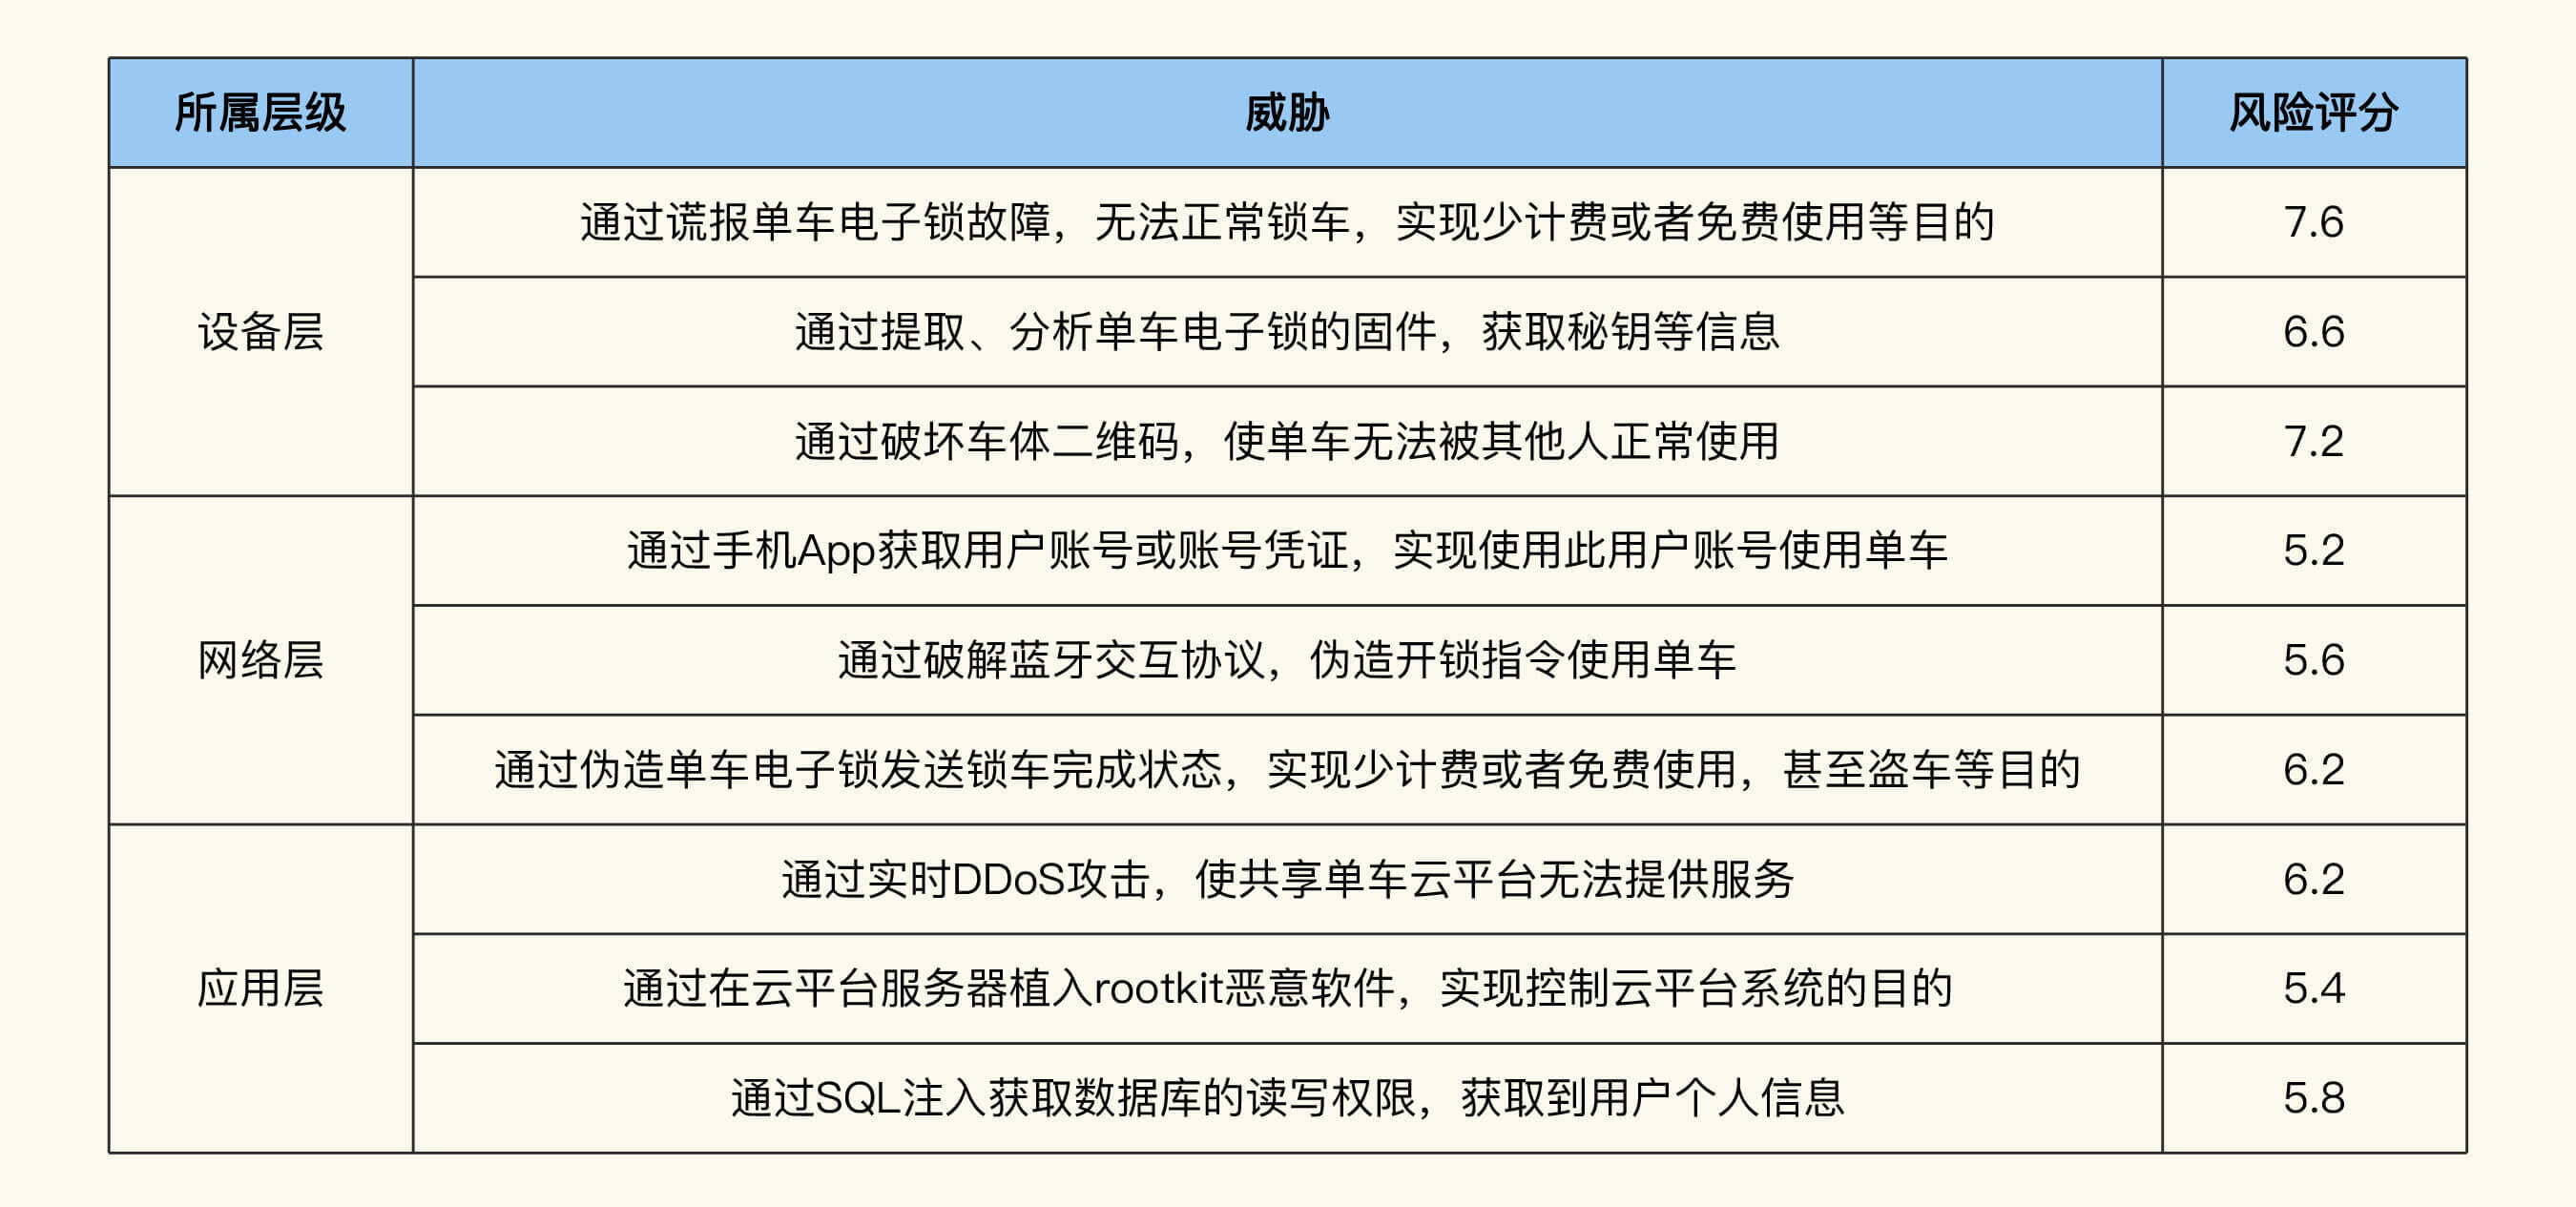 所属层级 威胁 风险评分
通过谎报单车电子锁故障，无法正常锁车，实现少计费或者免费使用等目的 7.6
设备层 通过提取、分析单车电子锁的固件，获取秘钥等信息 6.6
通过破坏车体二维码，使单车无法被其他人正常使用 7.2
通过手机App获取用户账号或账号凭证，实现使用此用户账号使用单车 5.2
网络层 通过破解蓝牙交互协议，伪造开锁指令使用单车 5.6
通过伪造单车电子锁发送锁车完成状态，实现少计费或者免费使用，甚至盗车等目的 6.2
通过实时DDoS攻击，使共享单车云平台无法提供服务 6.2
应用层 通过在云平台服务器植入rootkit恶意软件，实现控制云平台系统的目的 5.4
通过SQL注入获取数据库的读写权限，获取到用户个人信息 5.8